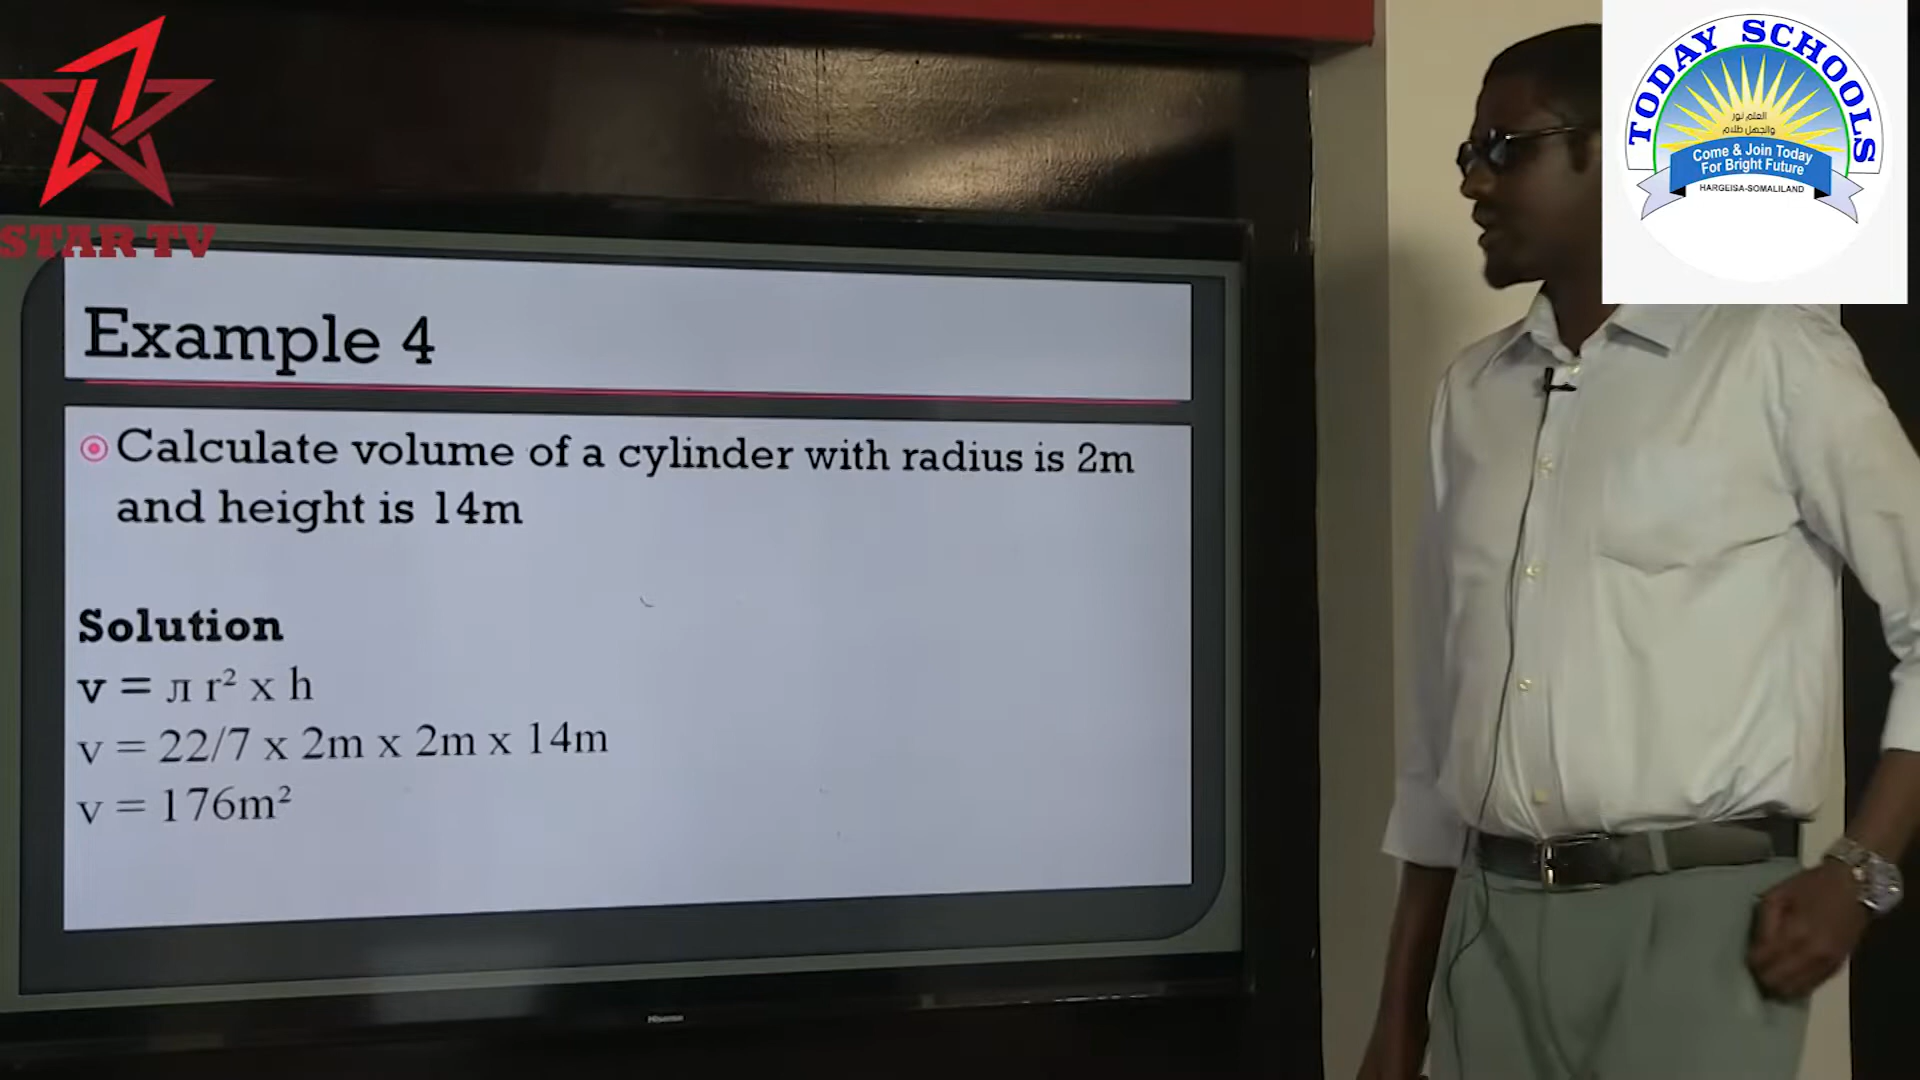 STAR TV
TODAY SCHOOLS
العلم نور
والجهل ظلام
Come & Join Today
For Bright Future
HARGEISA-SOMALILAND
Example 4
Calculate volume of a cylinder with radius is 2m
and height is 14m
Solution
v = л r² x h
v = 22/7 x 2m x 2m x 14m
v = 176m²
Hisense